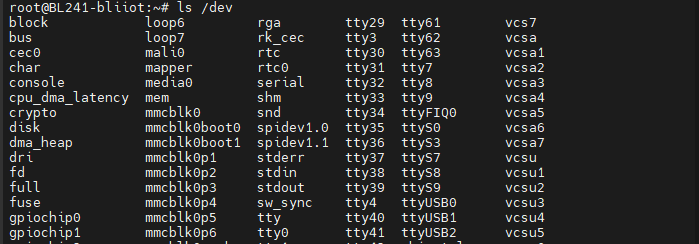 root@BL241-bliiot:~# ls /dev
block loop6 rga tty29 tty61 vcs7
bus loop7 rk_cec tty3 tty62 vcsa
cec0 mali0 rtc tty30 tty63 vcsa1
char mapper rtc0 tty31 tty7 vcsa2
console media0 serial tty32 tty8 vcsa3
cpu_dma_latency mem shm tty33 tty9 vcsa4
crypto mmcblk0 snd tty34 ttyFIQ0 vcsa5
disk mmcblk0boot0 spidev1.0 tty35 ttyS0 vcsa6
dma_heap mmcblk0boot1 spidev1.1 tty36 ttyS3 vcsa7
dri mmcblk0p1 stderr tty37 ttyS7 vcsu
fd mmcblk0p2 stdin tty38 ttyS8 vcsu1
full mmcblk0p3 stdout tty39 ttyS9 vcsu2
fuse mmcblk0p4 sw_sync tty4 ttyUSB0 vcsu3
gpiochip0 mmcblk0p5 tty tty40 ttyUSB1 vcsu4
gpiochip1 mmcblk0p6 tty0 tty41 ttyUSB2 vcsu5